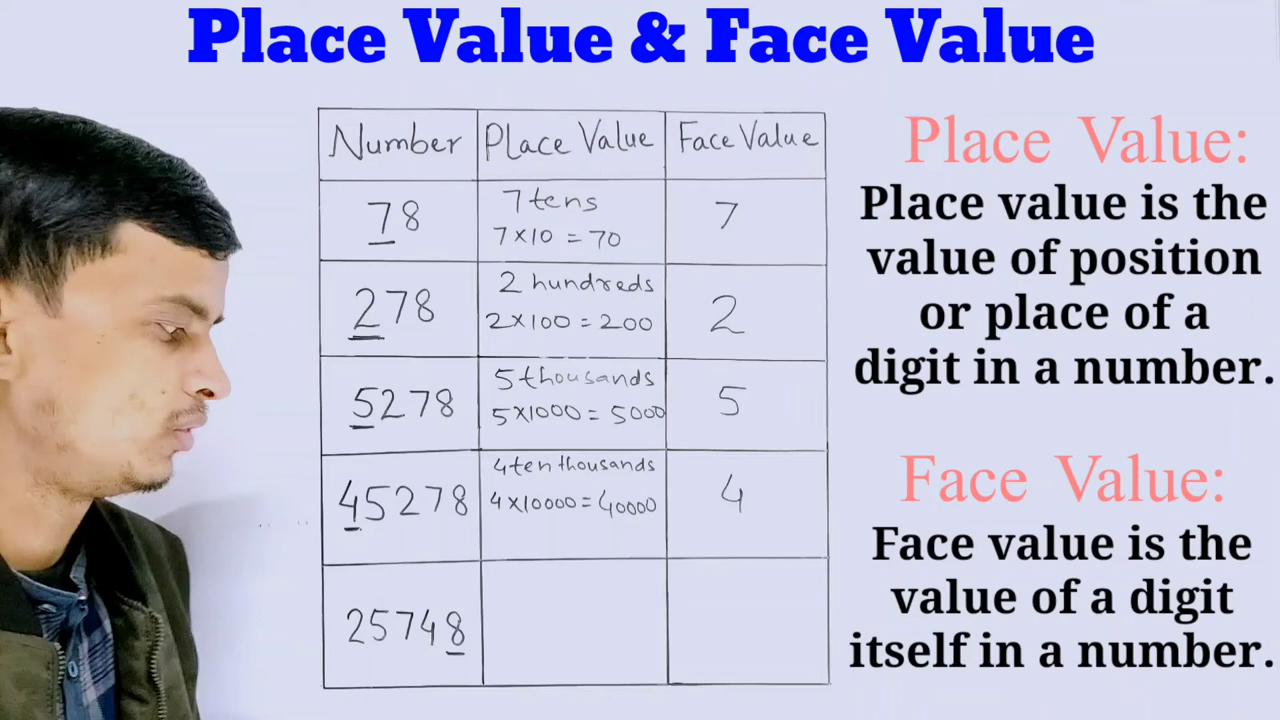 Place Value & Face Value
Number Place Value Face Value
78 7 tens 7
7×10 = 70
278 2 hundreds 2
2×100 = 200
5278 5 thousands 5
5×1000 = 5000
45278 4 ten thousands 4
4×10000 = 40000
25748
Place Value:
Place value is the
value of position
or place of a
digit in a number.
Face Value:
Face value is the
value of a digit
itself in a number.